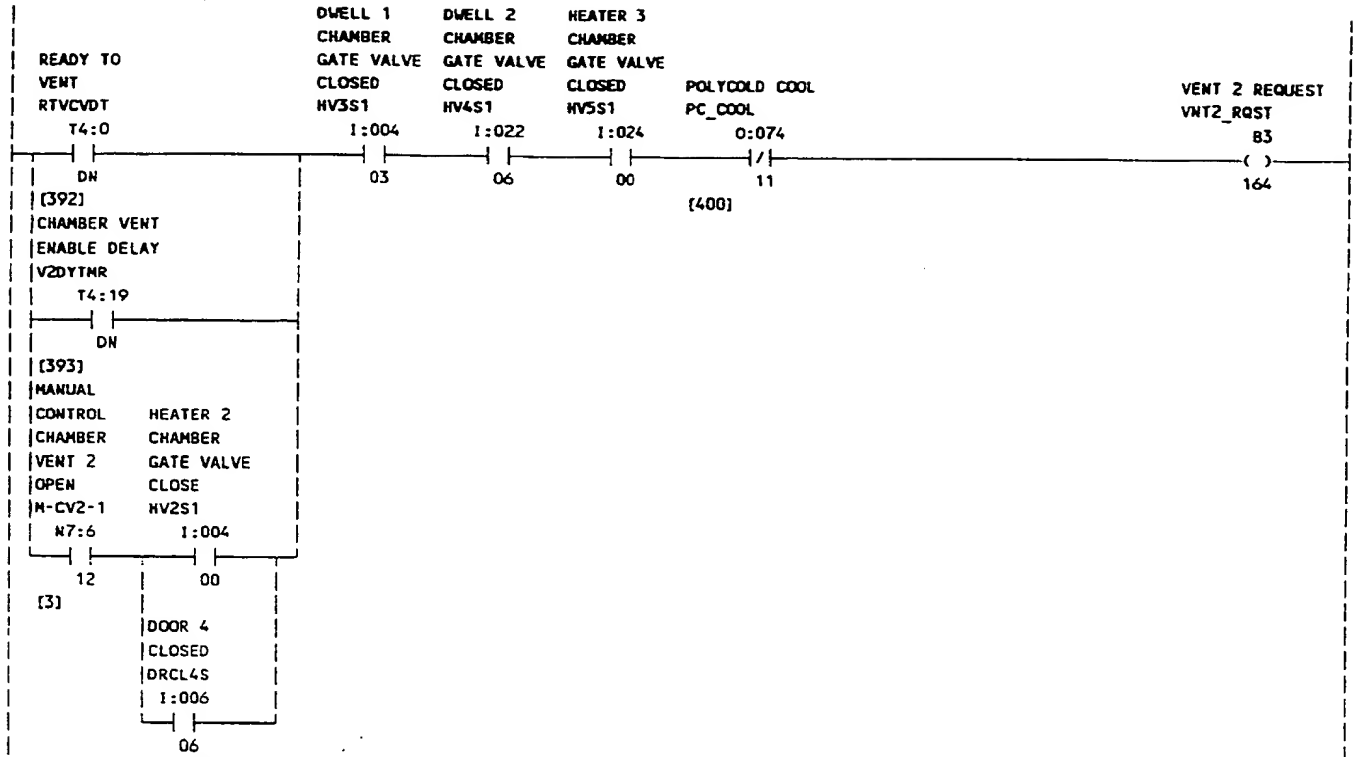 DWELL 1 DWELL 2 HEATER 3
CHAMBER CHAMBER CHAMBER
READY TO GATE VALVE GATE VALVE GATE VALVE
VENT CLOSED CLOSED CLOSED POLYCOLD COOL VENT 2 REQUEST
RTVCVDT HV3S1 HV4S1 HV5S1 PC_COOL VNT2_RQST
T4:0 I:004 I:022 I:024 O:074 B3
DN 03 06 00 11 164
[392] [400]
CHAMBER VENT
ENABLE DELAY
V2DYTMR
T4:19
DN
[393]
MANUAL
CONTROL HEATER 2
CHAMBER CHAMBER
VENT 2 GATE VALVE
OPEN CLOSE
M-CV2-1 HV2S1
N7:6 I:004
12 00
[3]
DOOR 4
CLOSED
DRCL4S
I:006
06